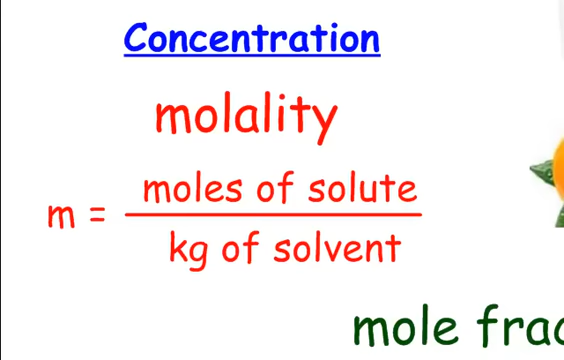 Concentration
molality
m = moles of solute
kg of solvent
mole